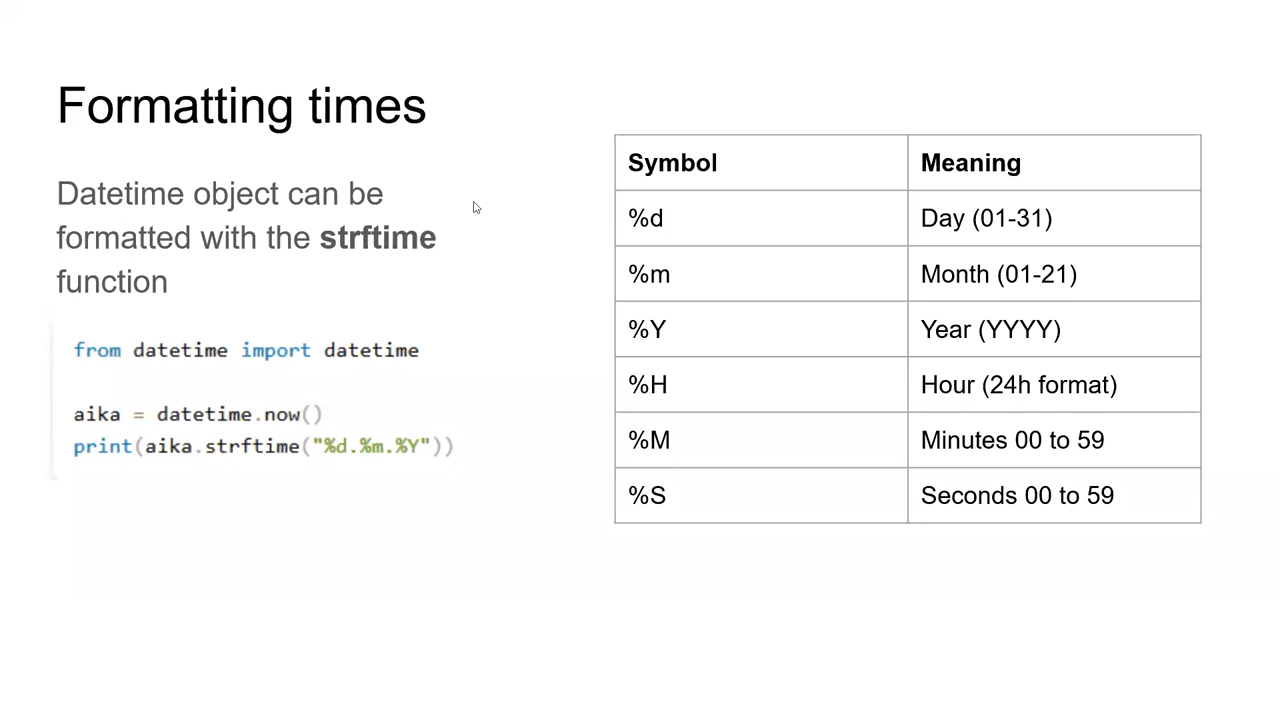 Formatting times
Datetime object can be
formatted with the strftime
function
from datetime import datetime
aika = datetime.now()
print(aika.strftime("%d.%m.%Y"))
Symbol Meaning
%d Day (01-31)
%m Month (01-21)
%Y Year (YYYY)
%H Hour (24h format)
%M Minutes 00 to 59
%S Seconds 00 to 59